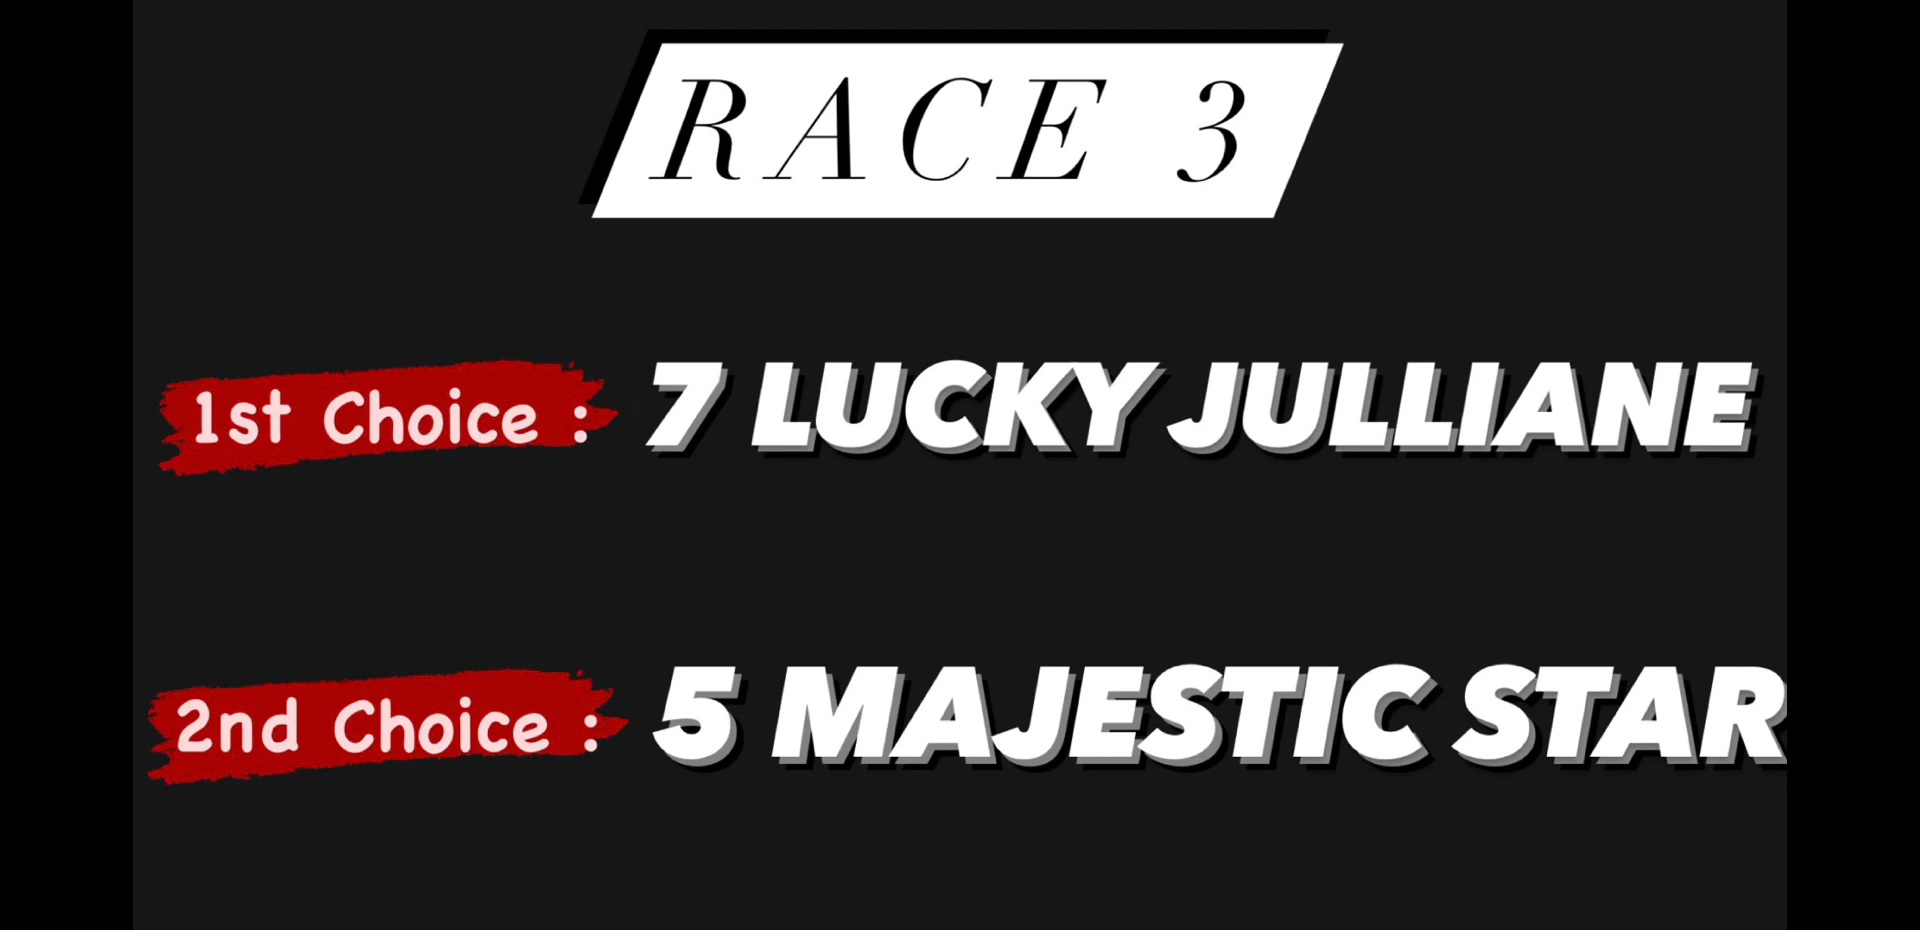 RACE 3
1st Choice : 7 LUCKY JULLIANE
2nd Choice : 5 MAJESTIC STAR